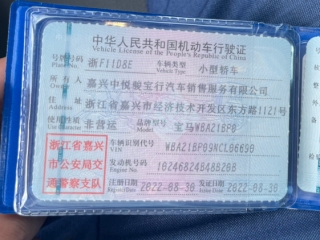 中华人民共和国机动车行驶证
Vehicle License of the People's Republic of China
号牌号码 浙F11D8E 车辆类型 小型轿车
Plate No. Vehicle Type
所有人 嘉兴中悦骏宝行汽车销售服务有限公司
Owner
住址 浙江省嘉兴市经济技术开发区东方路1121号
Address
使用性质 非营运 品牌型号 宝马WBA21BP0
Use Character Model
浙江省嘉兴
市公安局交
通警察支队
车辆识别代号 WBA21BP09NCL06690
VIN
发动机号码 10246B24B48B20B
Engine No.
注册日期 2022-08-30 发证日期 2022-08-30
Register Date Issue Date